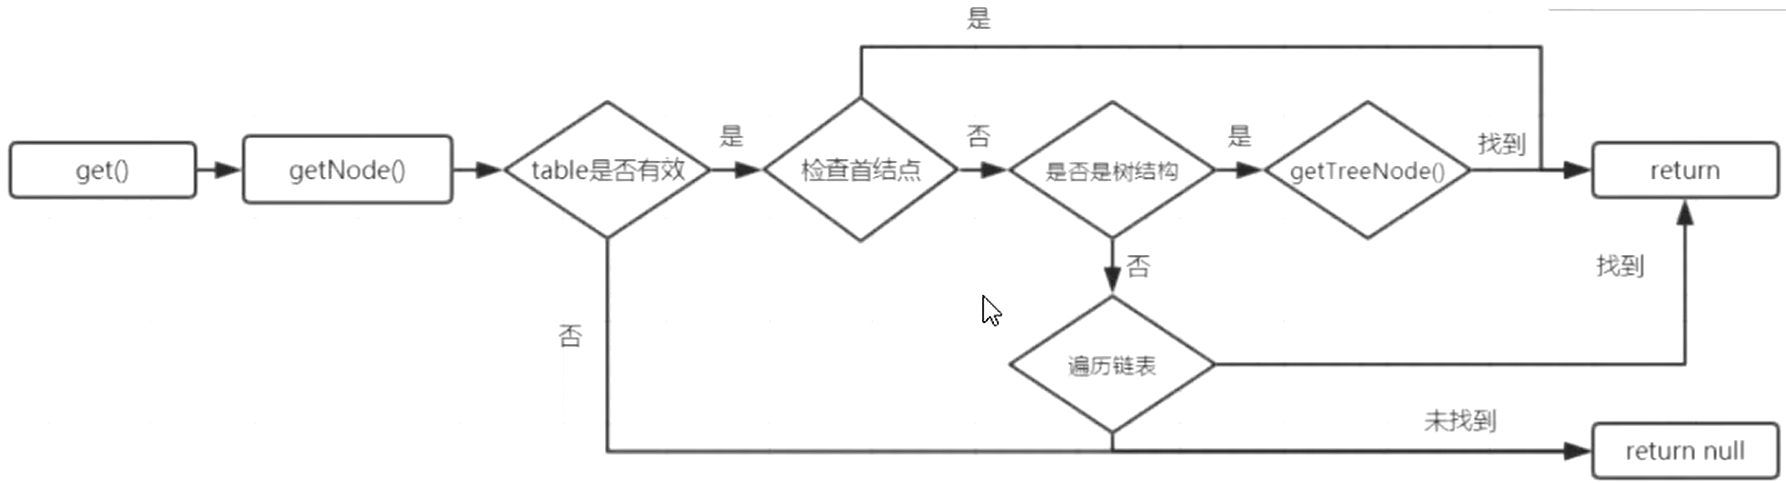 是
get()
getNode()
table是否有效
是
检查首结点
否
是否是树结构
是
getTreeNode()
找到
return
否
找到
否
遍历链表
未找到
return null